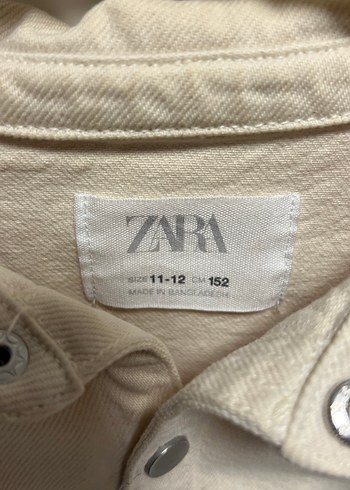 ZARA
SIZE 11-12 CM 152
MADE IN BANGLADESH